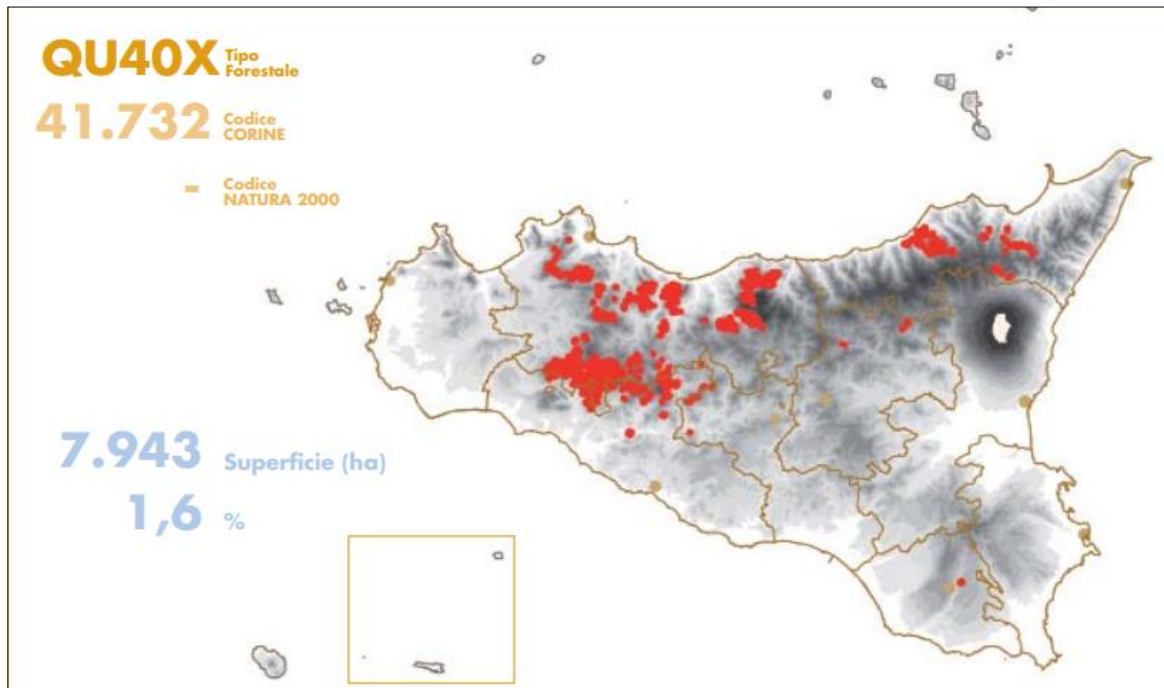 QU40X Tipo
Forestale
41.732 Codice
CORINE
- Codice
NATURA 2000
7.943 Superficie (ha)
1,6 %